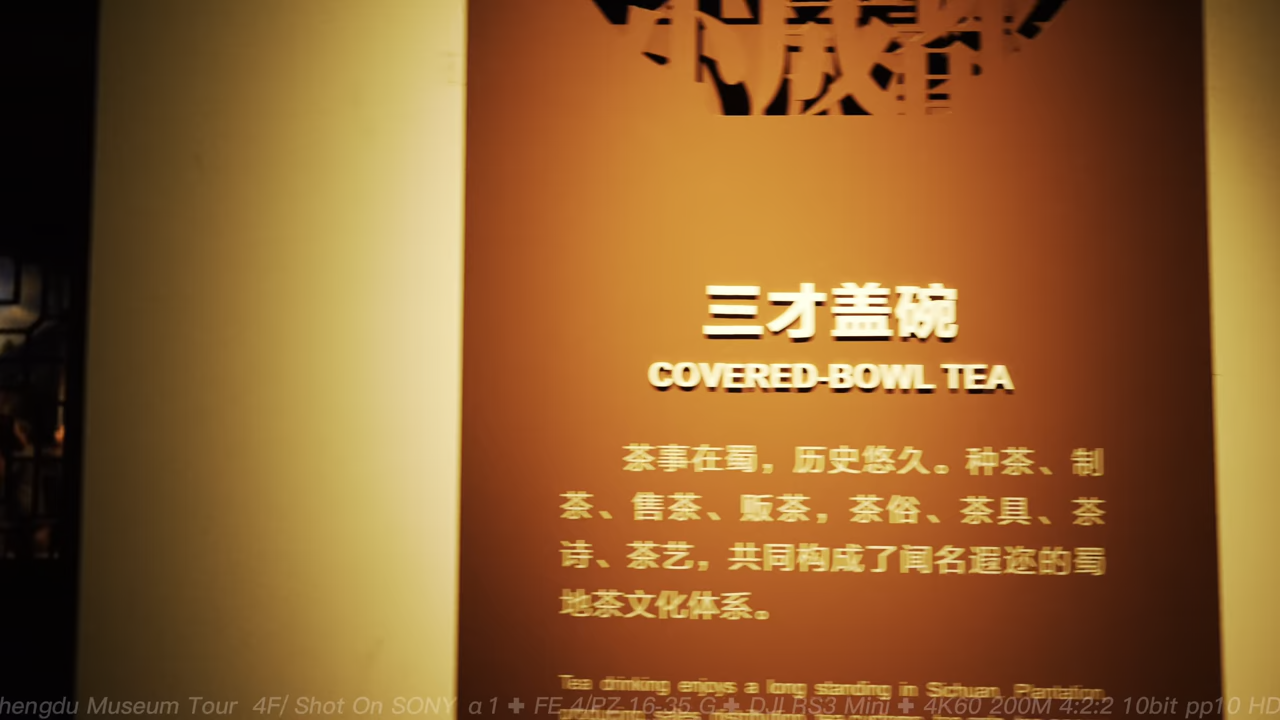 三才盖碗
COVERED-BOWL TEA
茶事在蜀，历史悠久。种茶、制
茶、售茶、贩茶，茶俗、茶具、茶
诗、茶艺，共同构成了闻名遐迩的蜀
地茶文化体系。
Tea drinking enjoys a long standing in Sichuan. Plantation,
hengdu Museum Tour 4F/ Shot On SONY α1 ✚ FE 4/PZ 16-35 G ✚ DJI RS3 Mini ✚ 4K60 200M 4:2:2 10bit pp10 HD